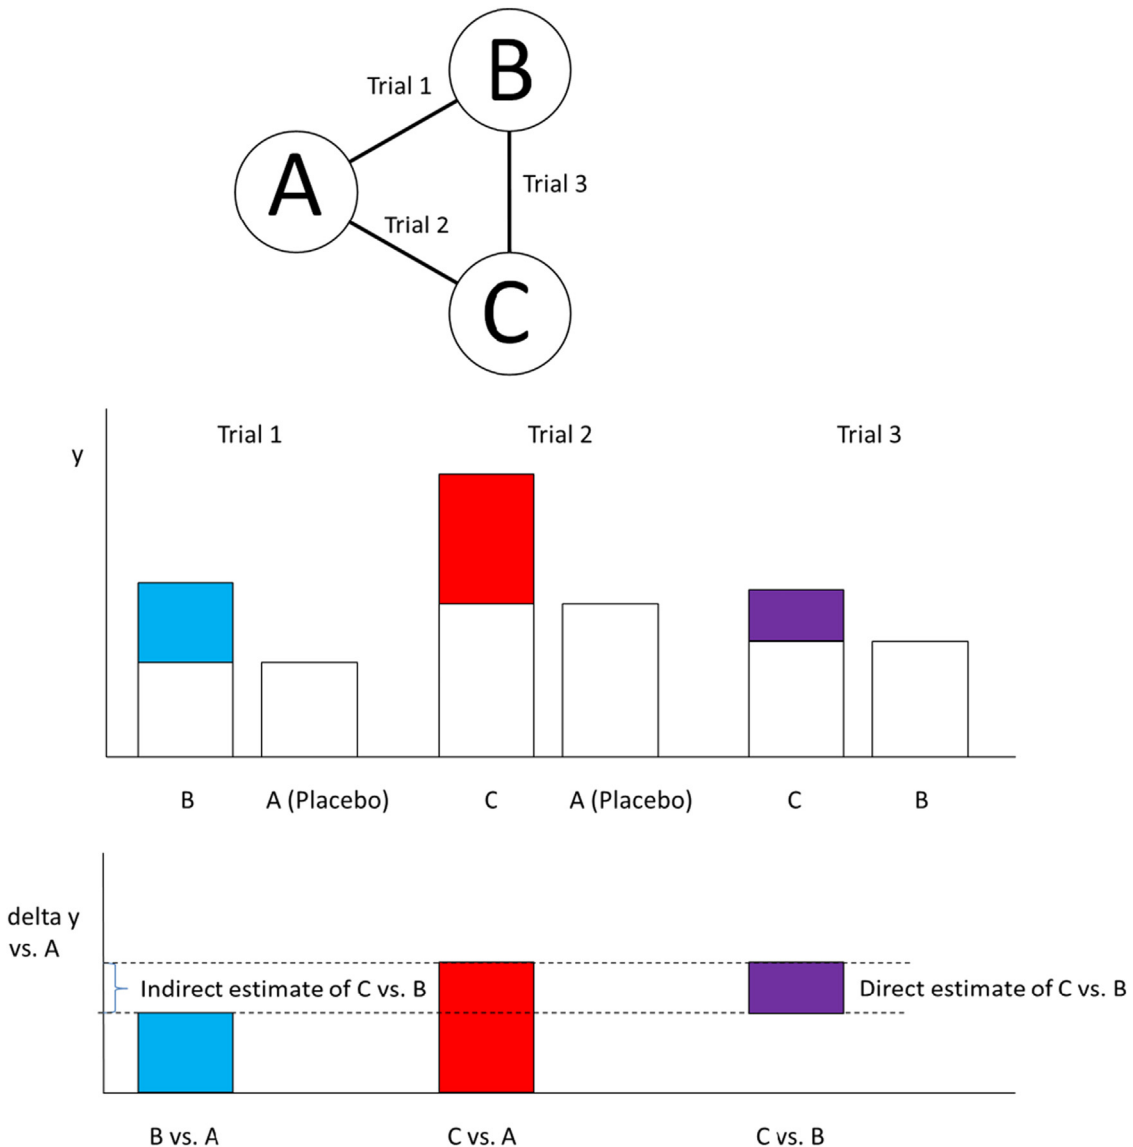 B
Trial 1
A
Trial 3
Trial 2
C
Trial 1 Trial 2 Trial 3
y
B A (Placebo) C A (Placebo) C B
delta y
vs. A
Indirect estimate of C vs. B Direct estimate of C vs. B
B vs. A C vs. A C vs. B